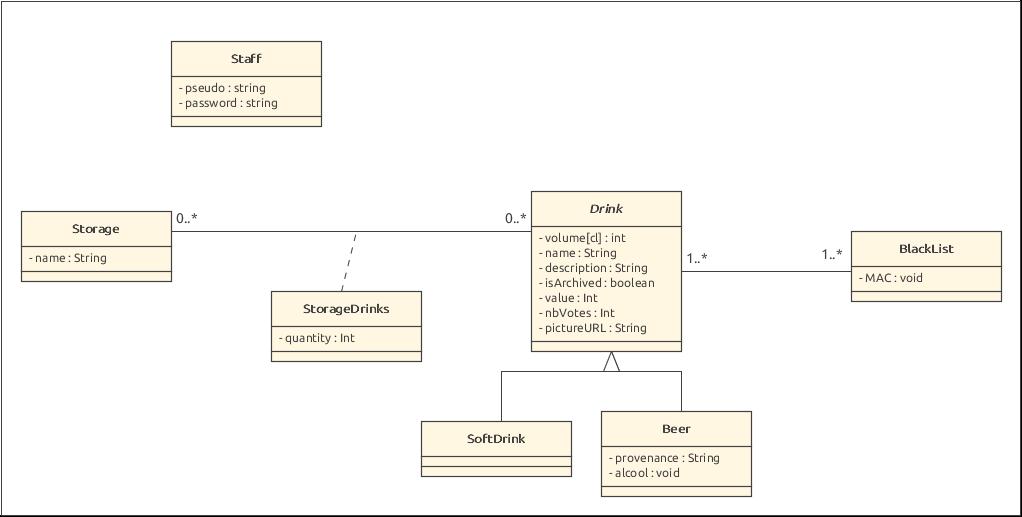 Staff
- pseudo : string
- password : string
Storage
- name : String
0..*
0..*
StorageDrinks
- quantity : Int
Drink
- volume[cl] : int
- name : String
- description : String
- isArchived : boolean
- value : Int
- nbVotes : Int
- pictureURL : String
1..*
1..*
BlackList
- MAC : void
SoftDrink
Beer
- provenance : String
- alcool : void